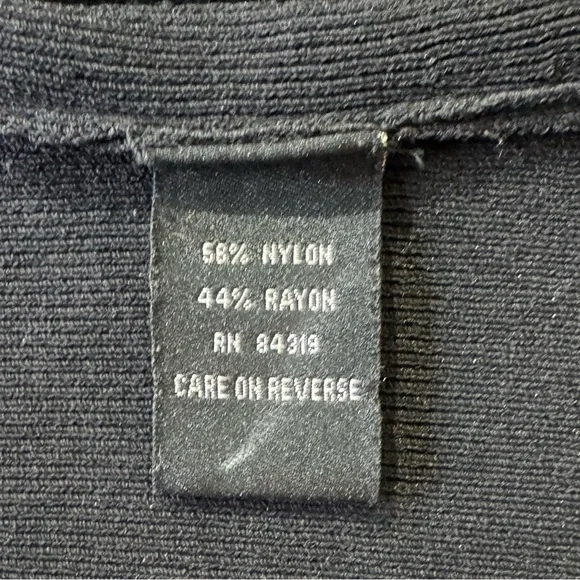 56% NYLON
44% RAYON
RN 84319
CARE ON REVERSE